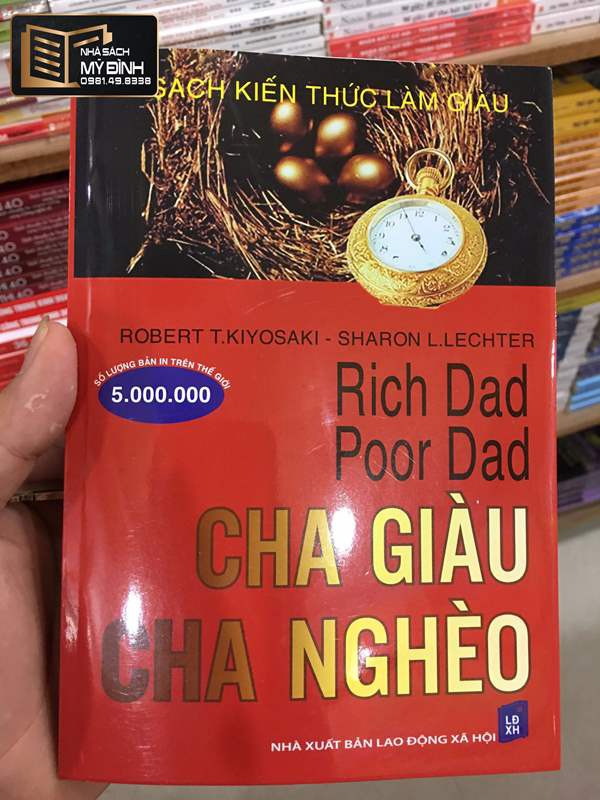 NHÀ SÁCH
MỸ ĐÌNH
0981.49.8338
SÁCH KIẾN THỨC LÀM GIÀU
ROBERT T.KIYOSAKI - SHARON L.LECHTER
SỐ LƯỢNG BẢN IN TRÊN THẾ GIỚI
5.000.000
Rich Dad
Poor Dad
CHA GIÀU
CHA NGHÈO
LĐ
XH
NHÀ XUẤT BẢN LAO ĐỘNG XÃ HỘI